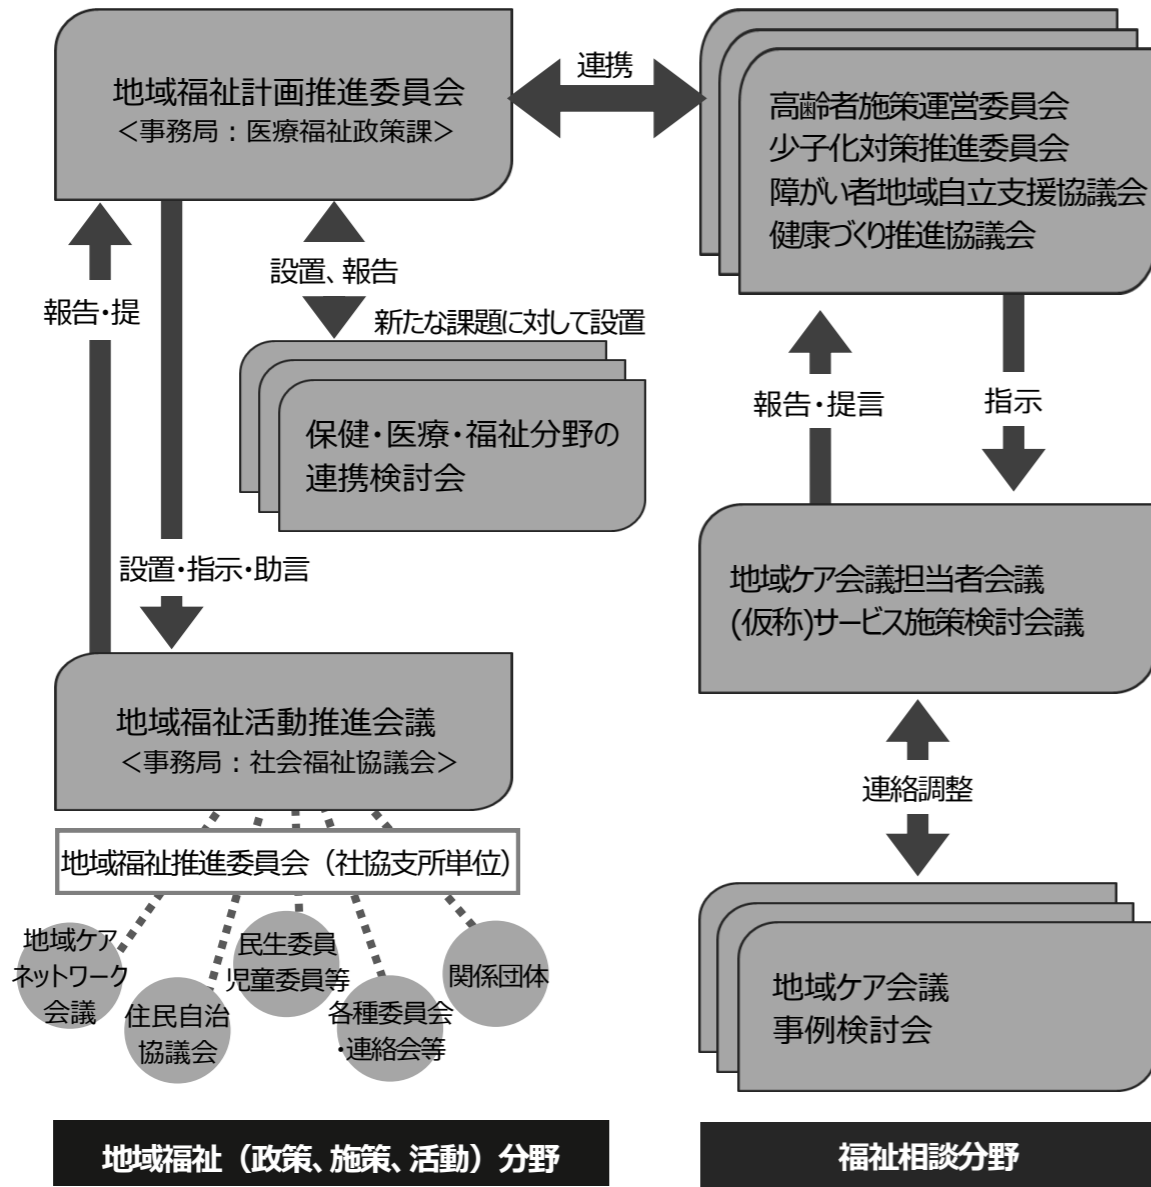 地域福祉計画推進委員会
＜事務局：医療福祉政策課＞
連携
高齢者施策運営委員会
少子化対策推進委員会
障がい者地域自立支援協議会
健康づくり推進協議会
報告・提
設置、報告
新たな課題に対して設置
保健・医療・福祉分野の
連携検討会
設置・指示・助言
報告・提言
指示
地域ケア会議担当者会議
(仮称)サービス施策検討会議
地域福祉活動推進会議
＜事務局：社会福祉協議会＞
連絡調整
地域福祉推進委員会（社協支所単位）
地域ケア
ネットワーク
会議
住民自治
協議会
民生委員
児童委員等
各種委員会
・連絡会等
関係団体
地域ケア会議
事例検討会
地域福祉（政策、施策、活動）分野
福祉相談分野